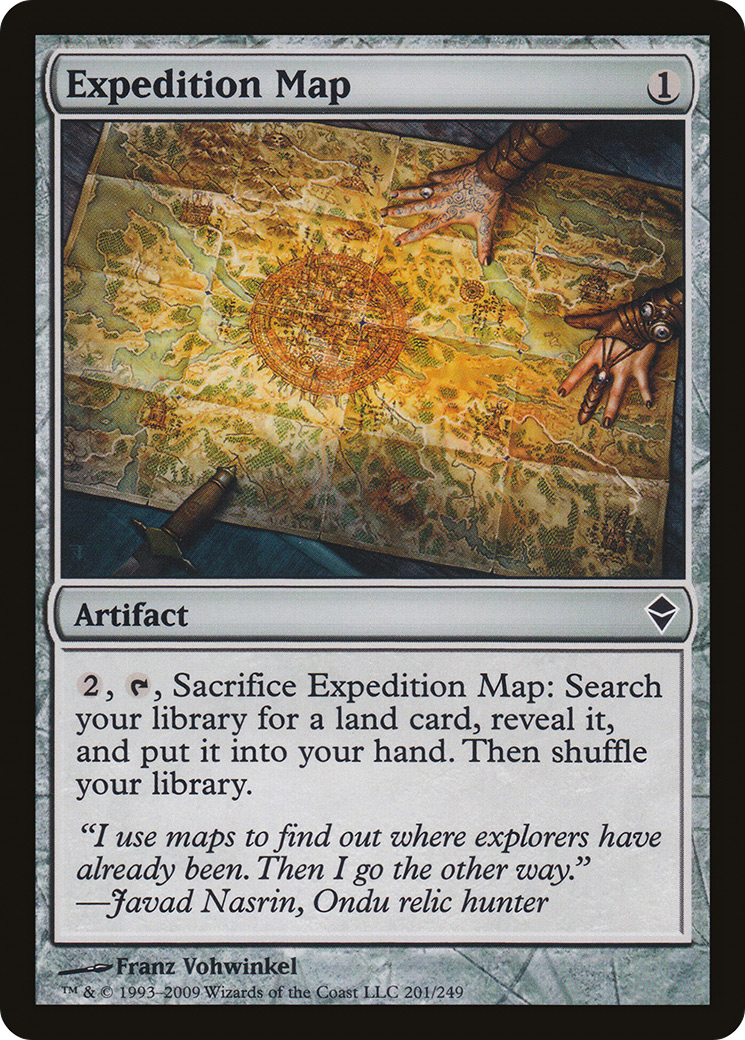 Expedition Map
1
Artifact
2, , Sacrifice Expedition Map: Search
your library for a land card, reveal it,
and put it into your hand. Then shuffle
your library.
“I use maps to find out where explorers have
already been. Then I go the other way.”
—Javad Nasrin, Ondu relic hunter
Franz Vohwinkel
™ & © 1993–2009 Wizards of the Coast LLC 201/249